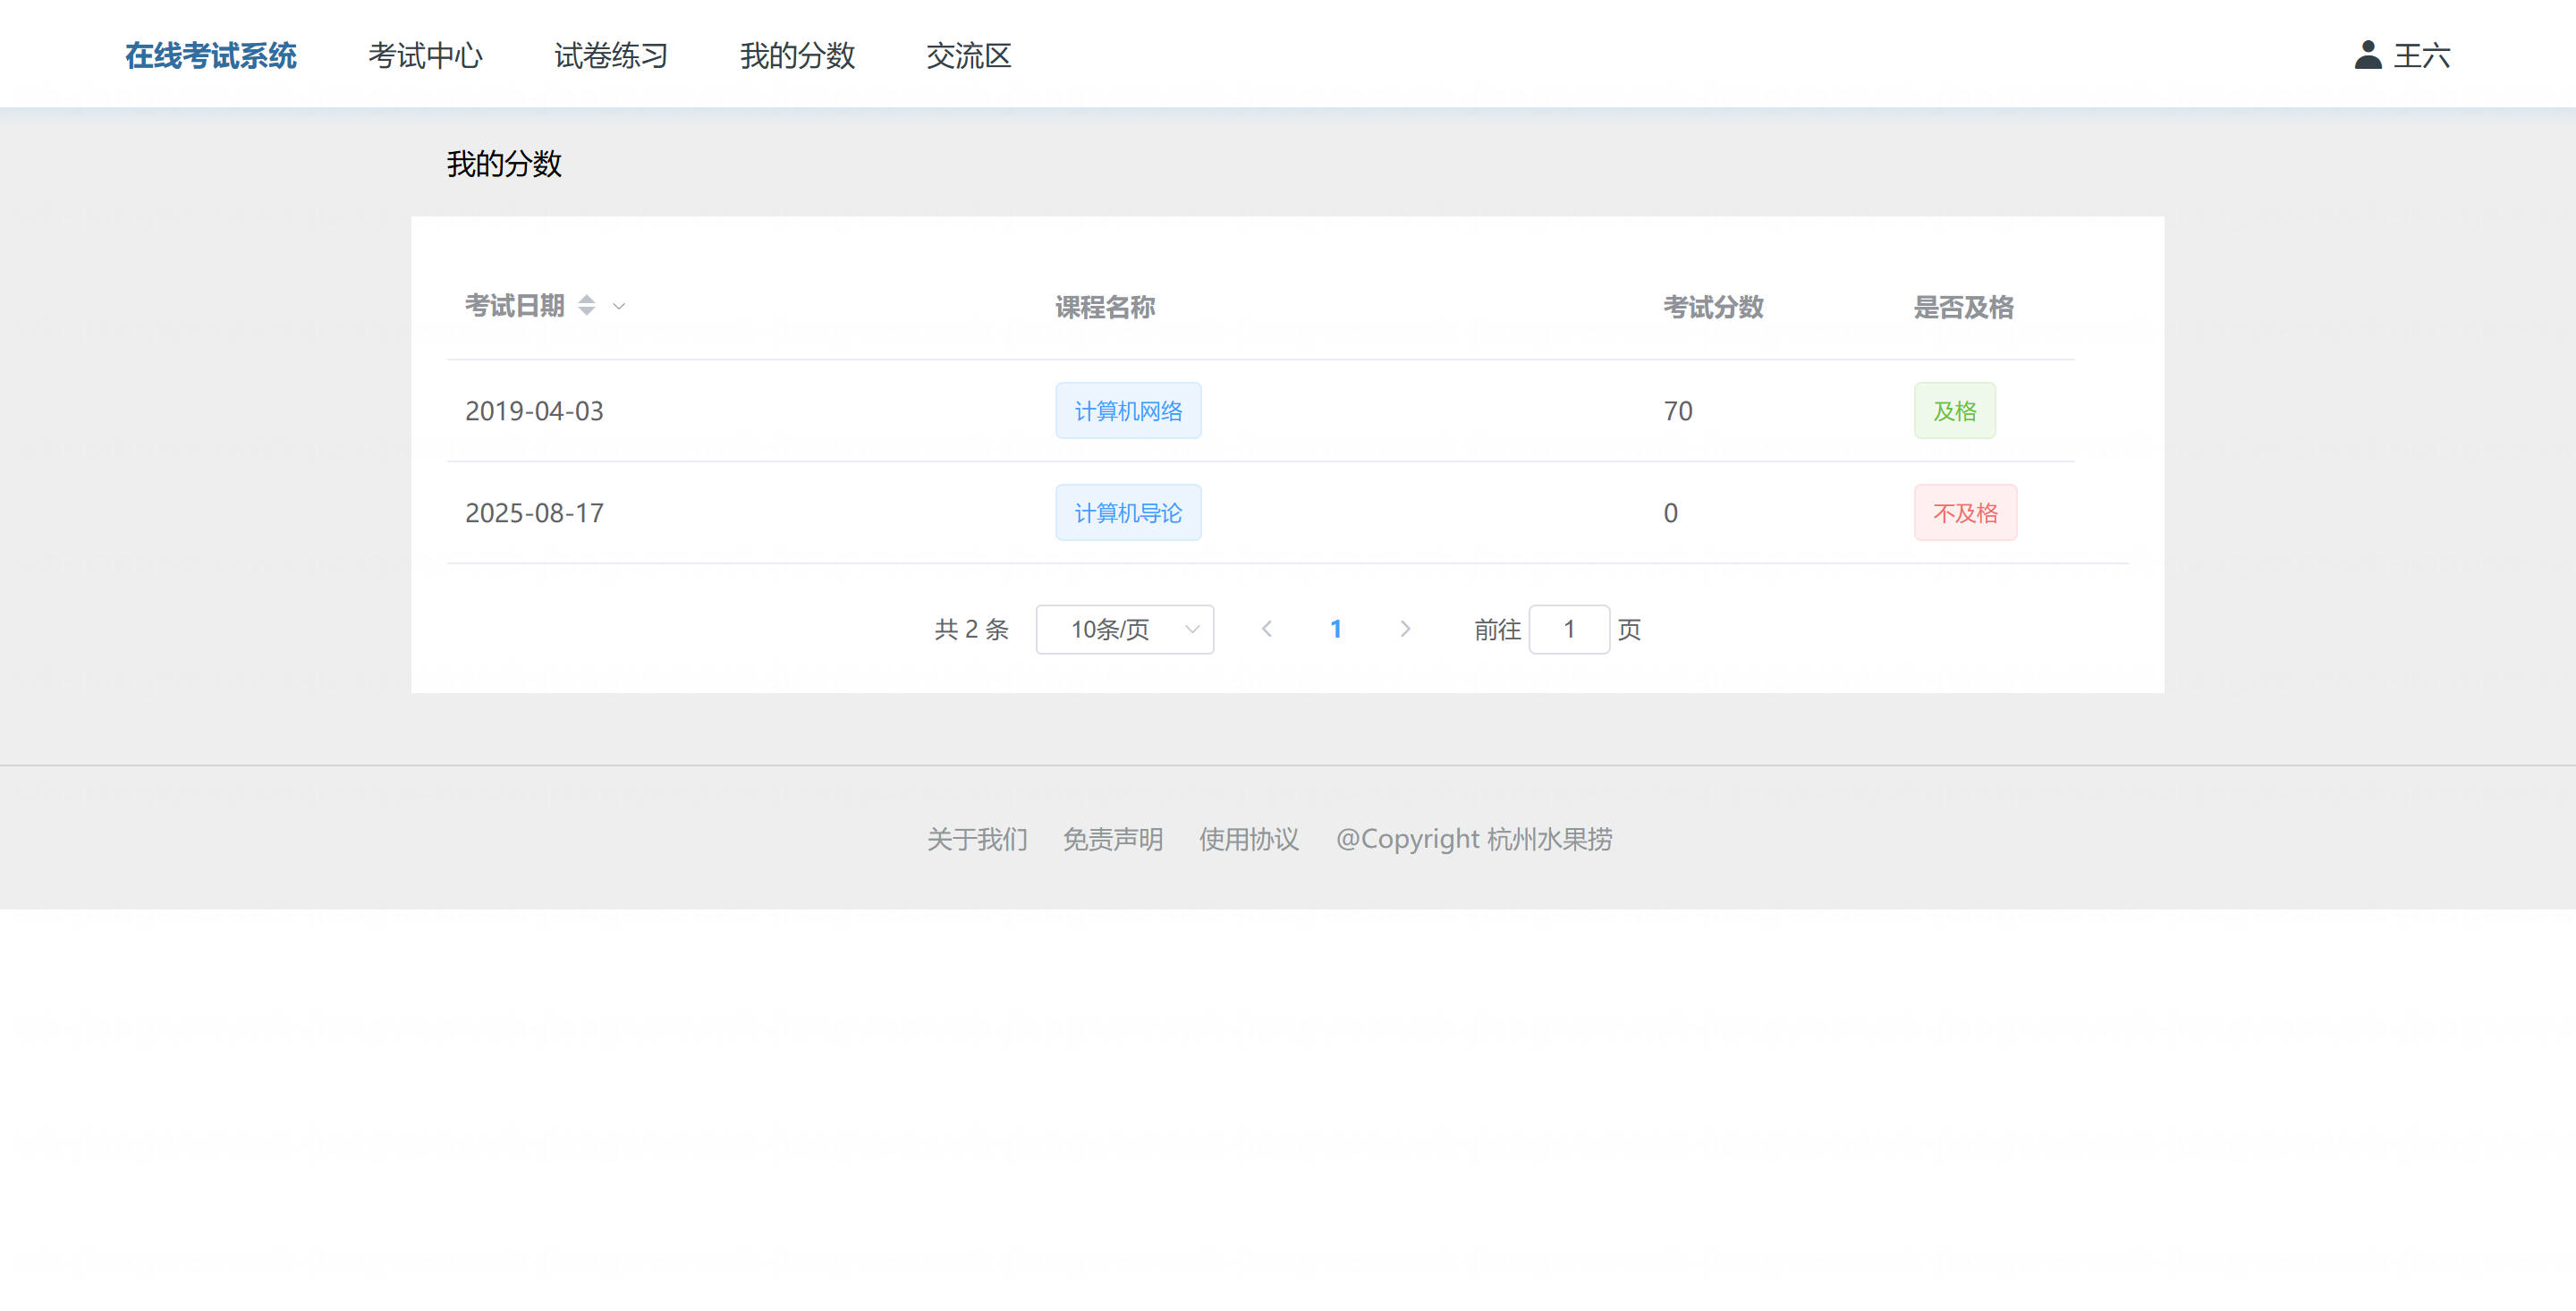 在线考试系统 考试中心 试卷练习 我的分数 交流区 王六
我的分数
考试日期 课程名称 考试分数 是否及格
2019-04-03 计算机网络 70 及格
2025-08-17 计算机导论 0 不及格
共 2 条 10条/页 1 前往 1 页
关于我们 免责声明 使用协议 @Copyright 杭州水果捞